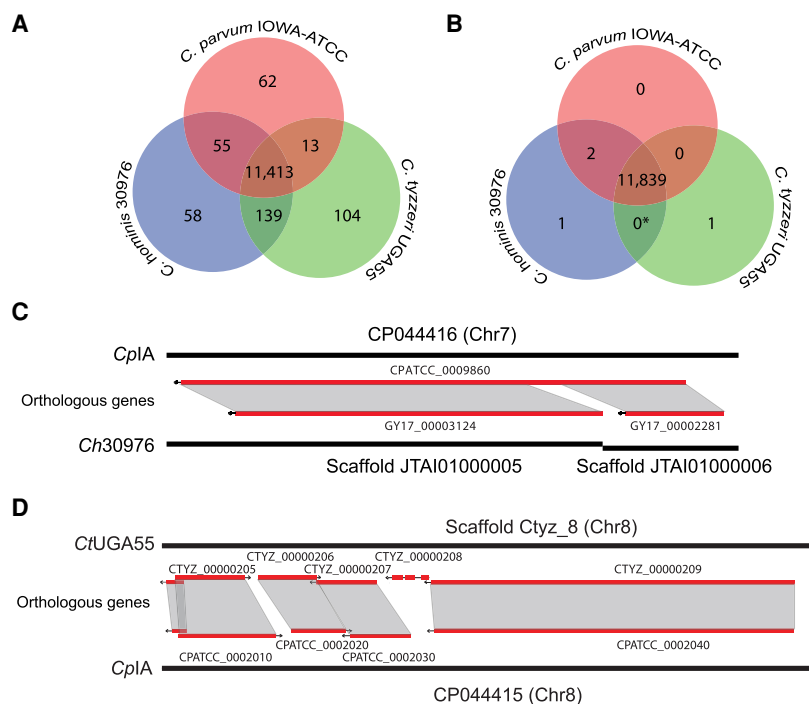 A
C. parvum IOWA-ATCC
C. hominis 30976
C. tyzzeri UGA55
62
55
13
11,413
58
139
104
B
C. parvum IOWA-ATCC
C. hominis 30976
C. tyzzeri UGA55
0
2
0
11,839
1
0*
1
C
CP044416 (Chr7)
CpIA
CPATCC_0009860
Orthologous genes
GY17_00003124
GY17_00002281
Ch30976
Scaffold JTAI01000005
Scaffold JTAI01000006
D
Scaffold Ctyz_8 (Chr8)
CtUGA55
CTYZ_00000206
CTYZ_00000208
CTYZ_00000205
CTYZ_00000207
CTYZ_00000209
Orthologous genes
CPATCC_0002020
CPATCC_0002040
CPATCC_0002010
CPATCC_0002030
CpIA
CP044415 (Chr8)